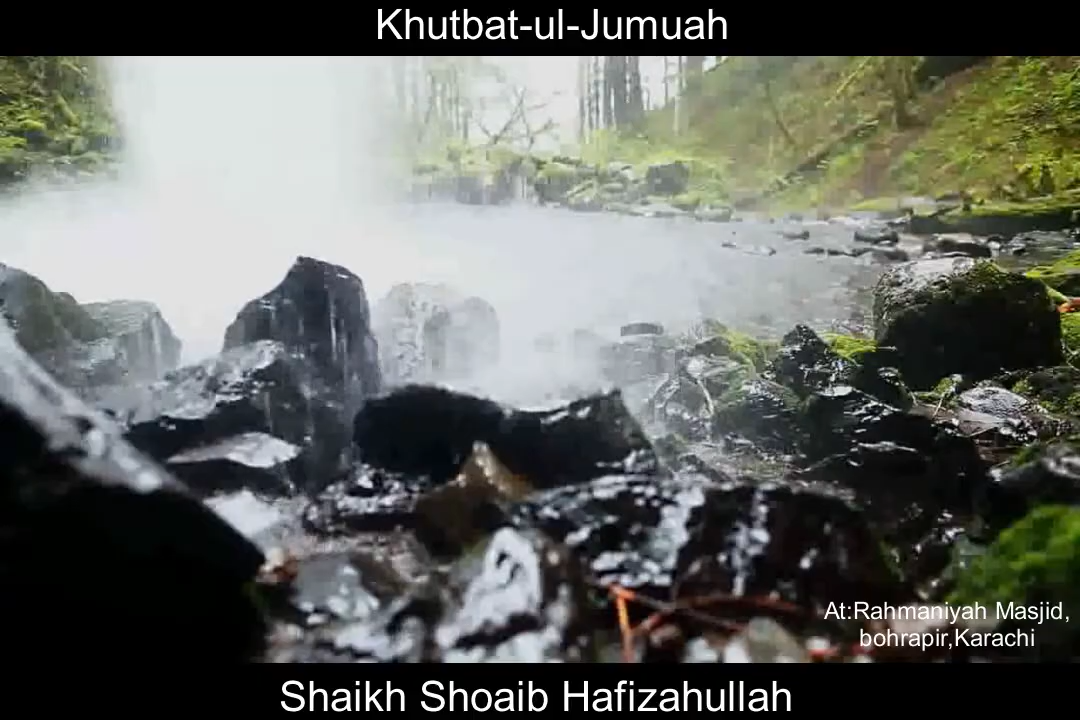 Khutbat-ul-Jumuah
At:Rahmaniyah Masjid,
bohrapir,Karachi
Shaikh Shoaib Hafizahullah